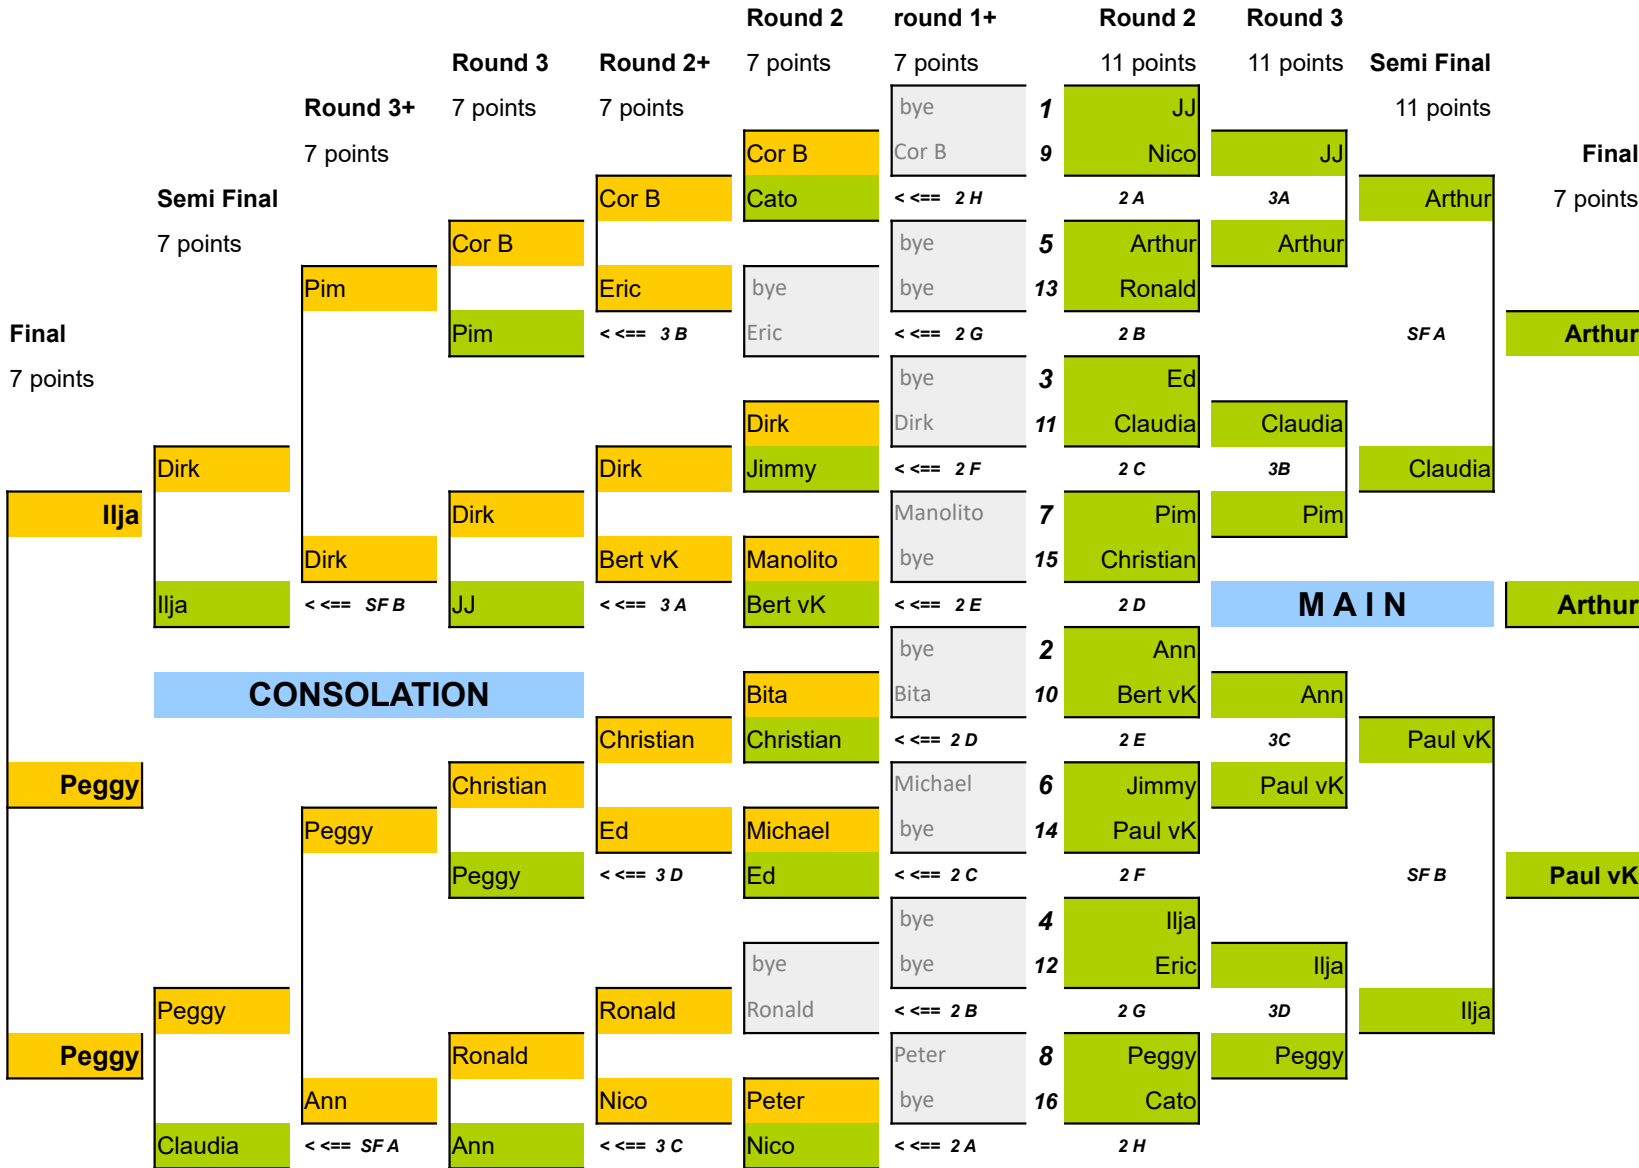 Round 2 round 1+ Round 2 Round 3
Round 3 Round 2+ 7 points 7 points 11 points 11 points Semi Final
Round 3+ 7 points 7 points bye 1 JJ 11 points
7 points Cor B Cor B 9 Nico JJ Final
Semi Final Cor B Cato < <== 2 H 2 A 3A Arthur 7 points
7 points Cor B bye 5 Arthur Arthur
Pim Eric bye bye 13 Ronald
Final Pim < <== 3 B Eric < <== 2 G 2 B SF A Arthur
7 points bye 3 Ed
Dirk Dirk 11 Claudia Claudia
Dirk Dirk Jimmy < <== 2 F 2 C 3B Claudia
Ilja Dirk Manolito 7 Pim Pim
Dirk Bert vK Manolito bye 15 Christian
Ilja < <== SF B JJ < <== 3 A Bert vK < <== 2 E 2 D M A I N Arthur
bye 2 Ann
CONSOLATION Bita Bita 10 Bert vK Ann
Christian Christian < <== 2 D 2 E 3C Paul vK
Peggy Christian Michael 6 Jimmy Paul vK
Peggy Ed Michael bye 14 Paul vK
Peggy < <== 3 D Ed < <== 2 C 2 F SF B Paul vK
bye 4 Ilja
bye bye 12 Eric Ilja
Peggy Ronald Ronald < <== 2 B 2 G 3D Ilja
Peggy Ronald Peter 8 Peggy Peggy
Ann Nico Peter bye 16 Cato
Claudia < <== SF A Ann < <== 3 C Nico < <== 2 A 2 H